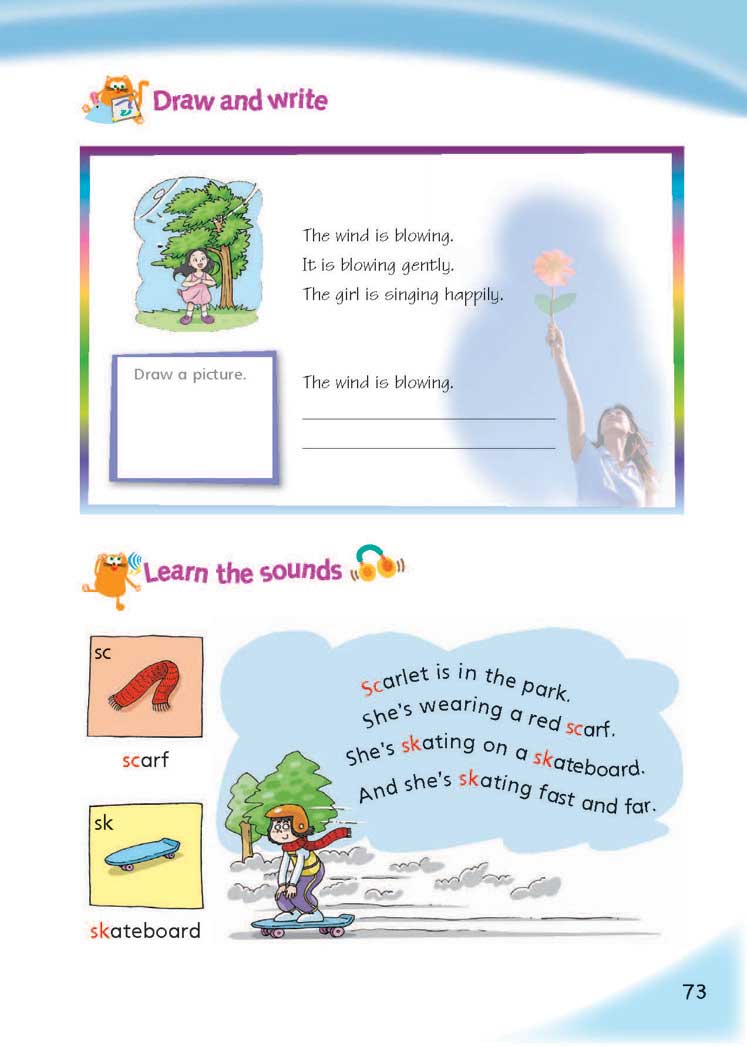 Draw and write
The wind is blowing.
It is blowing gently.
The girl is singing happily.
Draw a picture.
The wind is blowing.
Learn the sounds
sc
scarf
sk
skateboard
Scarlet is in the park.
She's wearing a red scarf.
She's skating on a skateboard.
And she's skating fast and far.
73